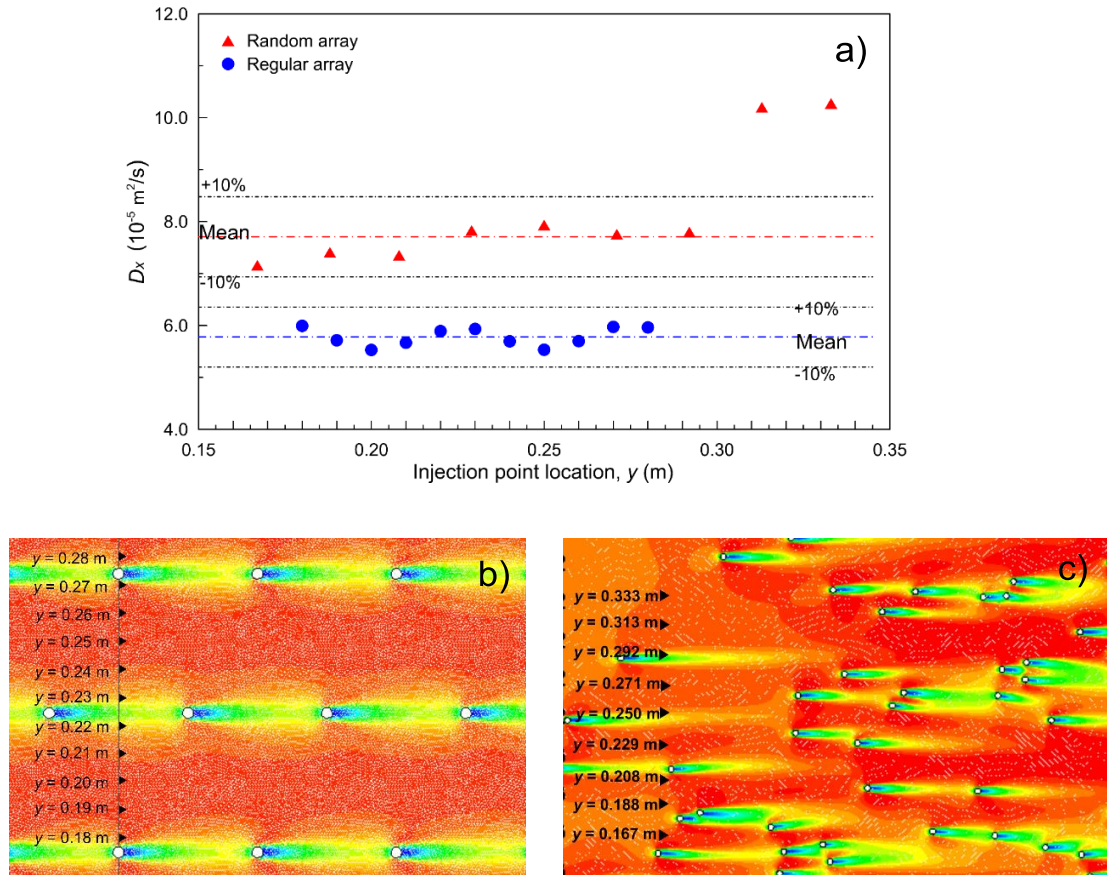 12.0
Random array
Regular array
a)
10.0
+10%
8.0
Mean
-10%
+10%
6.0
Mean
-10%
4.0
0.15
0.20
0.25
0.30
0.35
Dx (10⁻⁵ m²/s)
Injection point location, y (m)
b)
y = 0.28 m
y = 0.27 m
y = 0.26 m
y = 0.25 m
y = 0.24 m
y = 0.23 m
y = 0.22 m
y = 0.21 m
y = 0.20 m
y = 0.19 m
y = 0.18 m
c)
y = 0.333 m
y = 0.313 m
y = 0.292 m
y = 0.271 m
y = 0.250 m
y = 0.229 m
y = 0.208 m
y = 0.188 m
y = 0.167 m